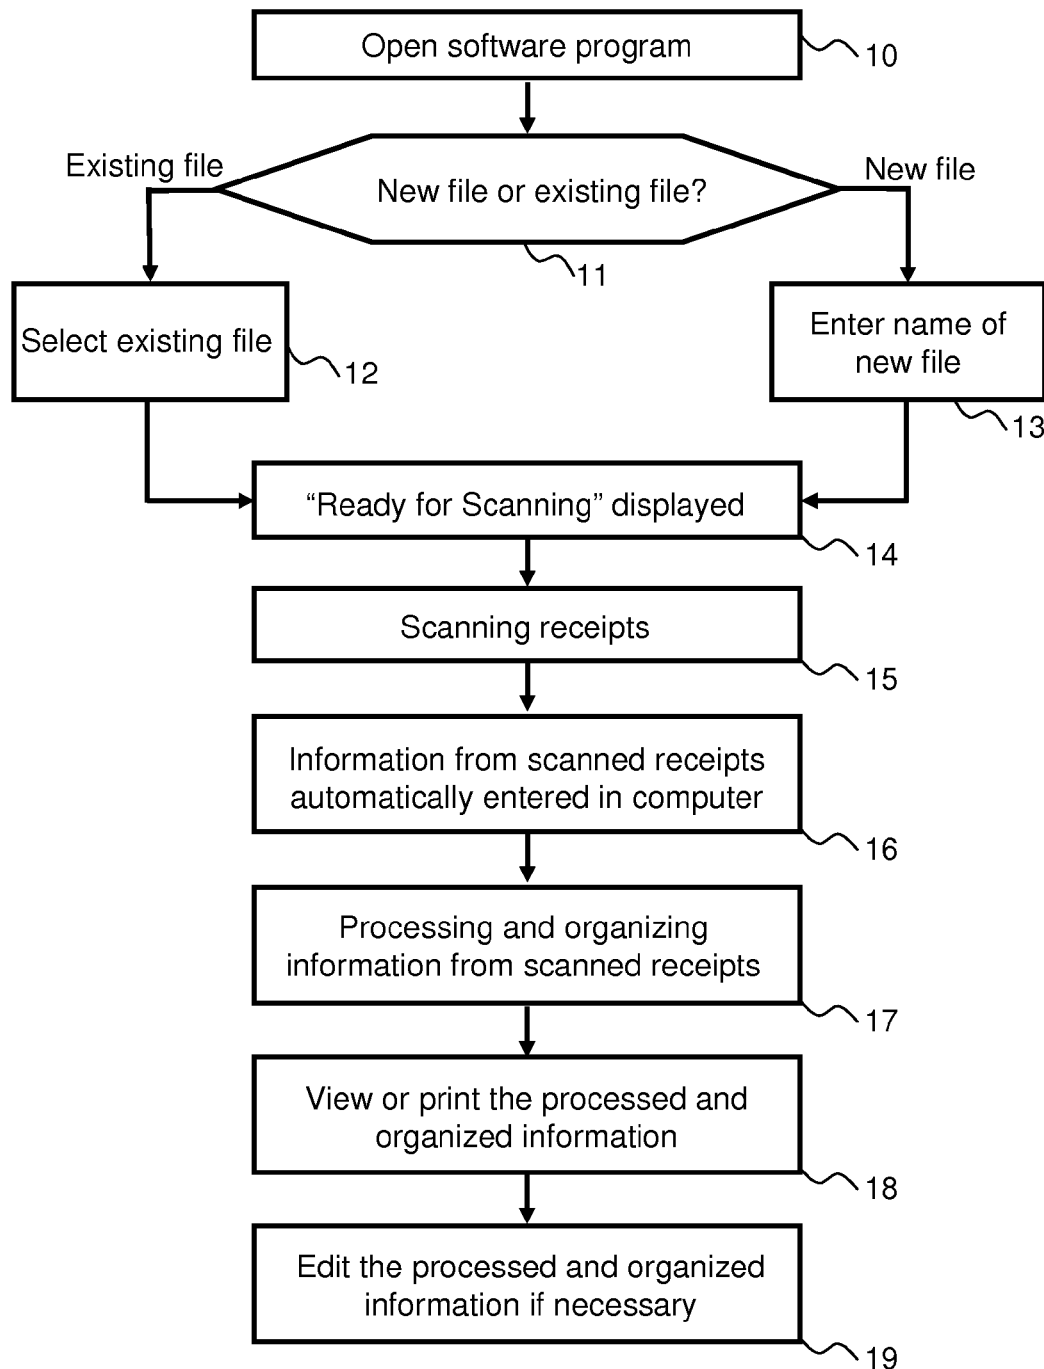 Open software program
10
Existing file
New file
New file or existing file?
11
Select existing file
12
Enter name of
new file
13
“Ready for Scanning” displayed
14
Scanning receipts
15
Information from scanned receipts
automatically entered in computer
16
Processing and organizing
information from scanned receipts
17
View or print the processed and
organized information
18
Edit the processed and organized
information if necessary
19